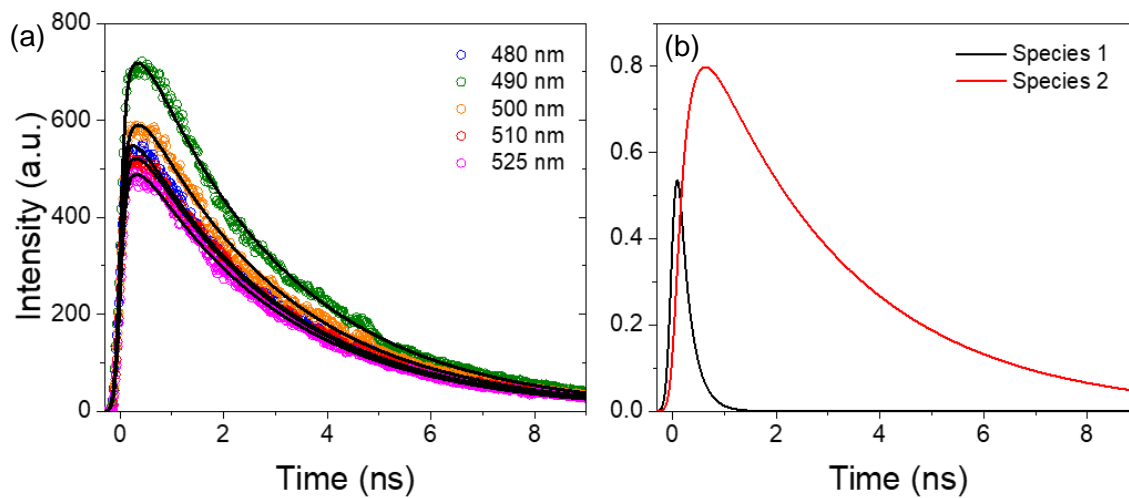 (a)
800
600
400
200
0
0
2
4
6
8
Intensity (a.u.)
Time (ns)
480 nm
490 nm
500 nm
510 nm
525 nm
(b)
0.8
0.6
0.4
0.2
0.0
0
2
4
6
8
Time (ns)
Species 1
Species 2